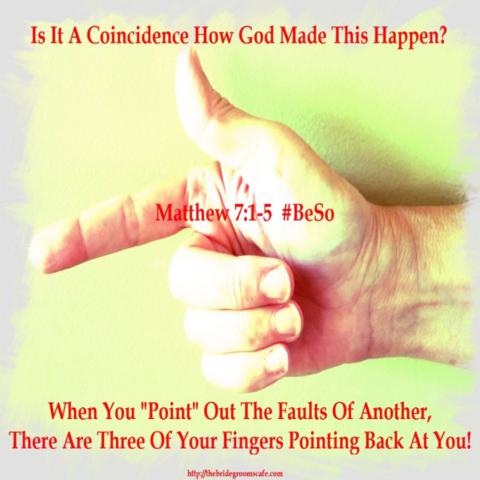 Is It A Coincidence How God Made This Happen?
Matthew 7:1-5 #BeSo
When You "Point" Out The Faults Of Another,
There Are Three Of Your Fingers Pointing Back At You!
http://thebridegroomscafe.com